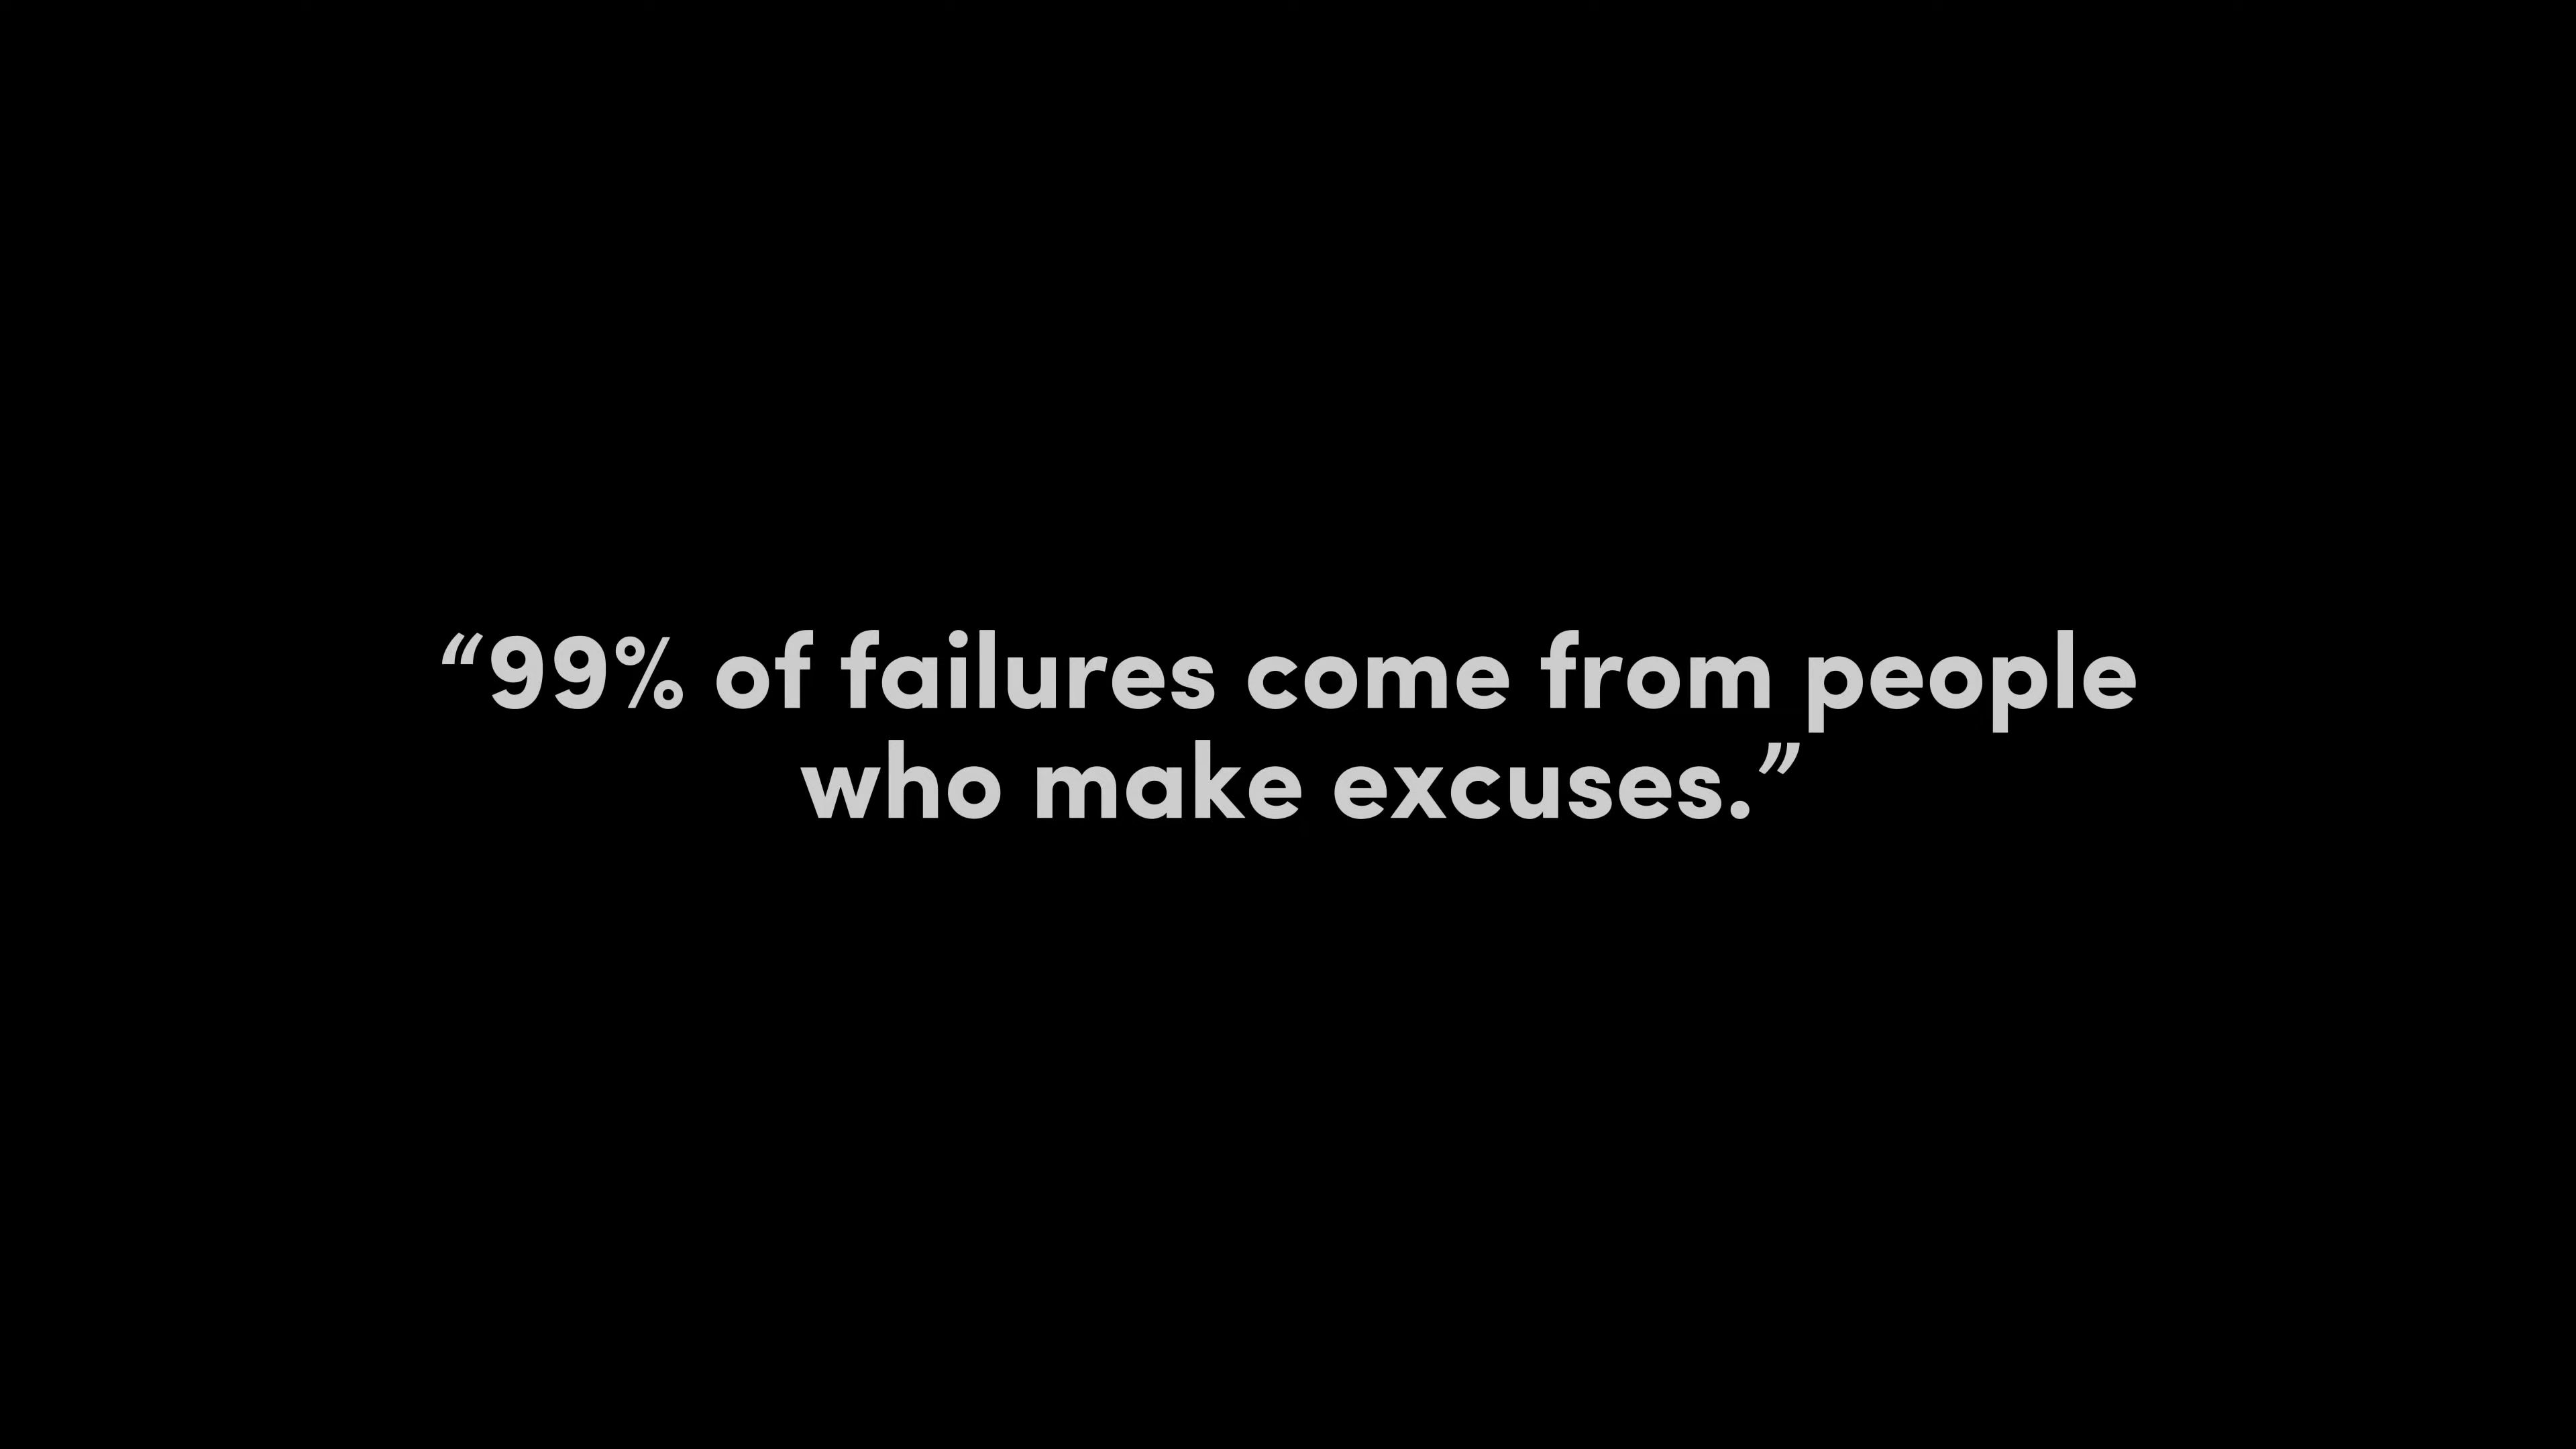 “99% of failures come from people
who make excuses.”